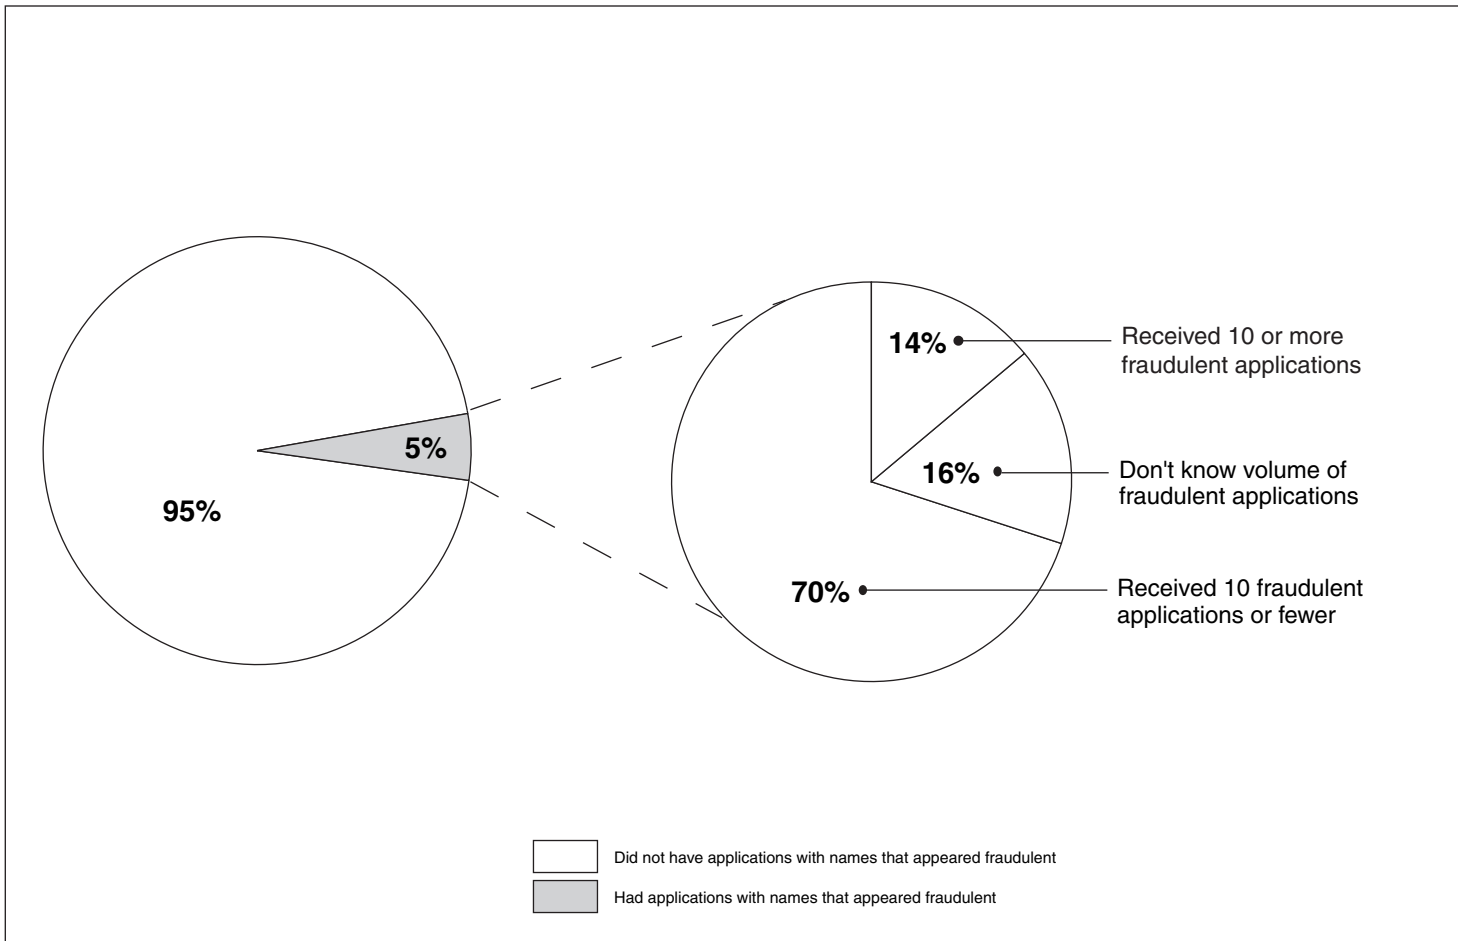 95%
5%
14%
Received 10 or more
fraudulent applications
16%
Don't know volume of
fraudulent applications
70%
Received 10 fraudulent
applications or fewer
Did not have applications with names that appeared fraudulent
Had applications with names that appeared fraudulent